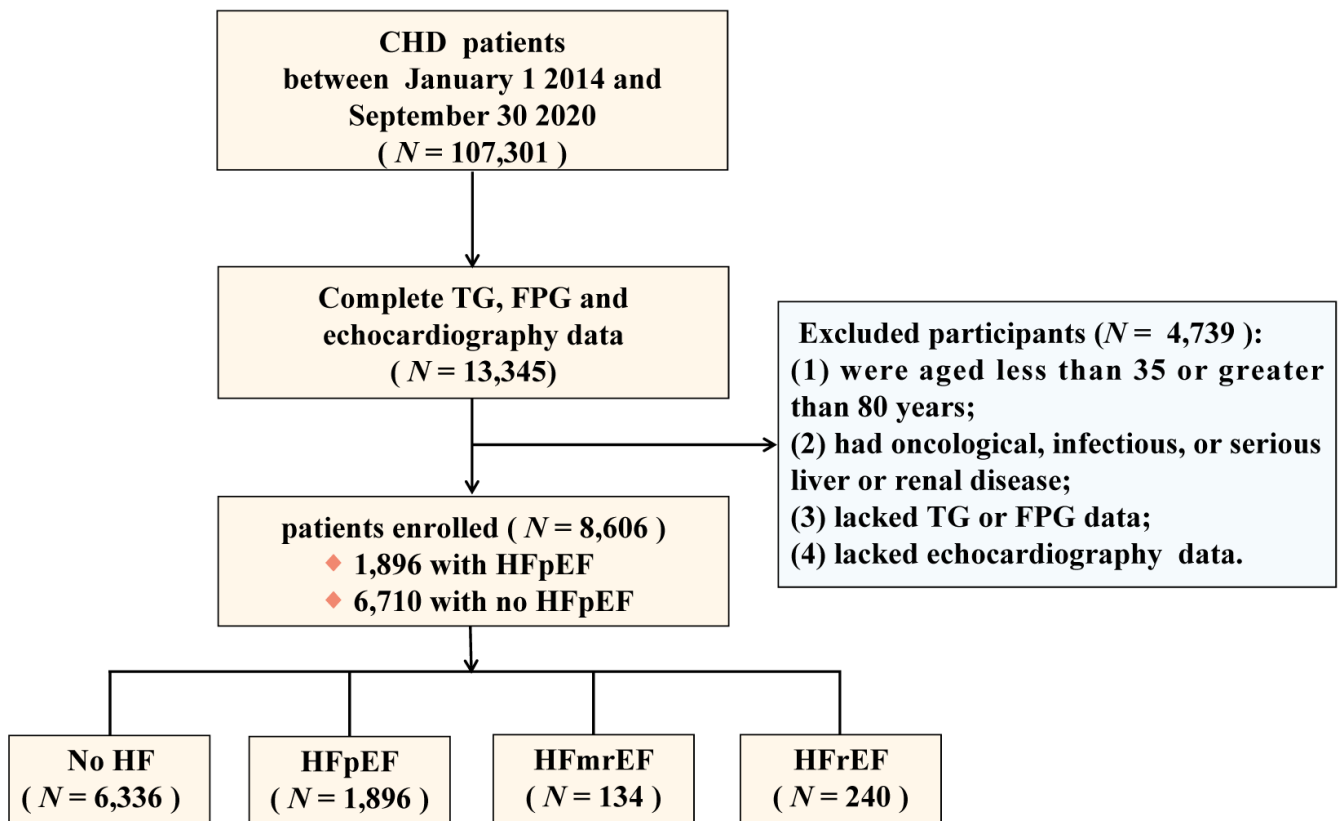 CHD patients
between January 1 2014 and
September 30 2020
( N = 107,301 )
Complete TG, FPG and
echocardiography data
( N = 13,345)
Excluded participants (N = 4,739 ):
(1) were aged less than 35 or greater
than 80 years;
(2) had oncological, infectious, or serious
liver or renal disease;
(3) lacked TG or FPG data;
(4) lacked echocardiography data.
patients enrolled ( N = 8,606 )
1,896 with HFpEF
6,710 with no HFpEF
No HF
( N = 6,336 )
HFpEF
( N = 1,896 )
HFmrEF
( N = 134 )
HFrEF
( N = 240 )